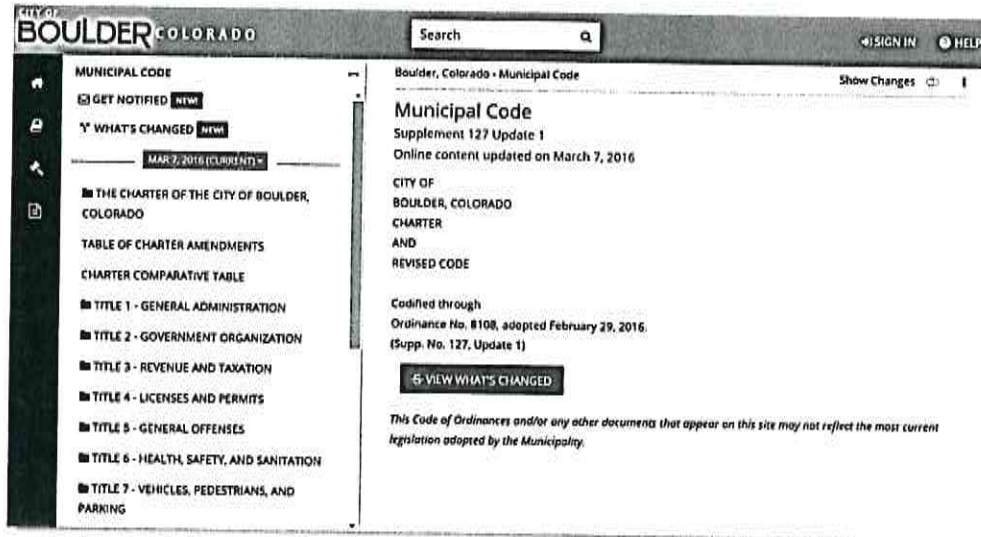 CITY OF
BOULDER COLORADO
Search
SIGN IN
HELP
MUNICIPAL CODE
GET NOTIFIED NEW!
WHAT'S CHANGED NEW!
MAR 7, 2016 (CURRENT)
THE CHARTER OF THE CITY OF BOULDER,
COLORADO
TABLE OF CHARTER AMENDMENTS
CHARTER COMPARATIVE TABLE
TITLE 1 - GENERAL ADMINISTRATION
TITLE 2 - GOVERNMENT ORGANIZATION
TITLE 3 - REVENUE AND TAXATION
TITLE 4 - LICENSES AND PERMITS
TITLE 5 - GENERAL OFFENSES
TITLE 6 - HEALTH, SAFETY, AND SANITATION
TITLE 7 - VEHICLES, PEDESTRIANS, AND
PARKING
Boulder, Colorado - Municipal Code
Show Changes
Municipal Code
Supplement 127 Update 1
Online content updated on March 7, 2016
CITY OF
BOULDER, COLORADO
CHARTER
AND
REVISED CODE
Codified through
Ordinance No. 8108, adopted February 29, 2016.
(Supp. No. 127, Update 1)
VIEW WHAT'S CHANGED
This Code of Ordinances and/or any other documents that appear on this site may not reflect the most current
legislation adopted by the Municipality.